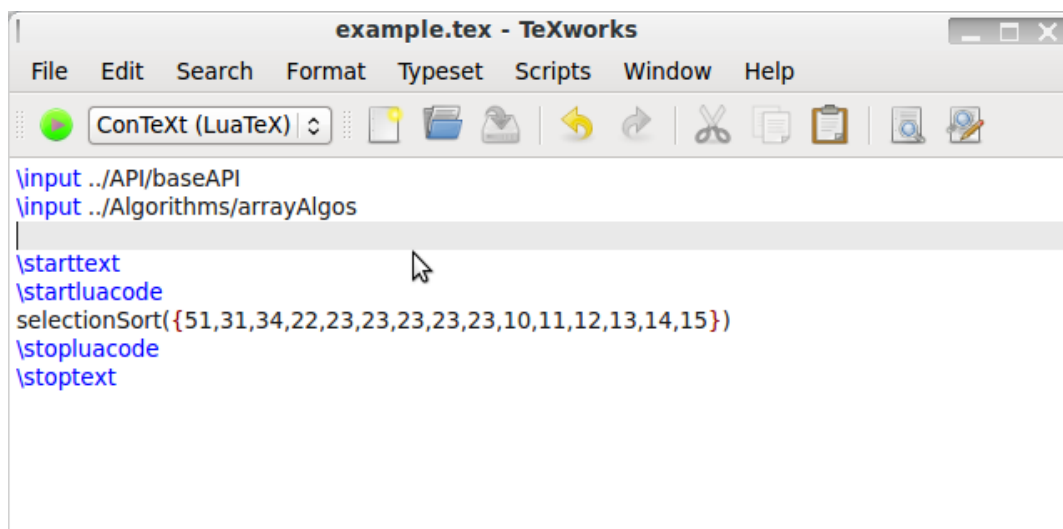 example.tex - TeXworks
File Edit Search Format Typeset Scripts Window Help
ConTeXt (LuaTeX)
\input ../API/baseAPI
\input ../Algorithms/arrayAlgos
\starttext
\startluacode
selectionSort({51,31,34,22,23,23,23,23,23,10,11,12,13,14,15})
\stopluacode
\stoptext